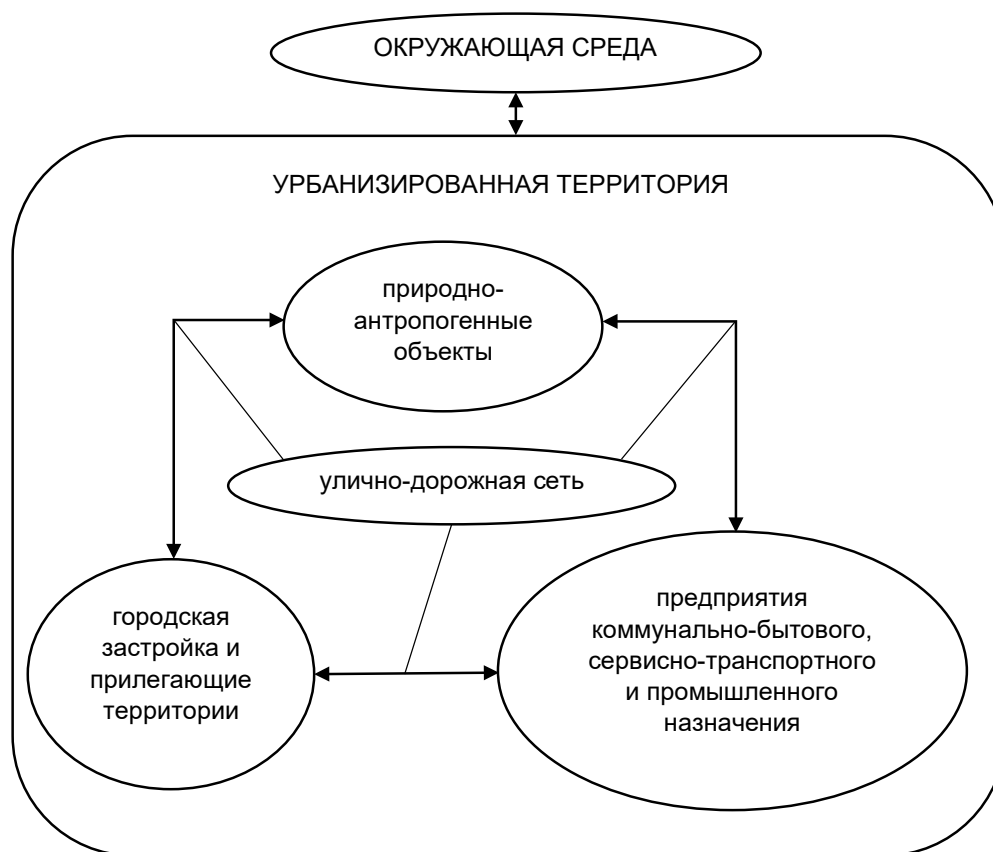 ОКРУЖАЮЩАЯ СРЕДА
УРБАНИЗИРОВАННАЯ ТЕРРИТОРИЯ
природно-
антропогенные
объекты
улично-дорожная сеть
городская
застройка и
прилегающие
территории
предприятия
коммунально-бытового,
сервисно-транспортного
и промышленного
назначения